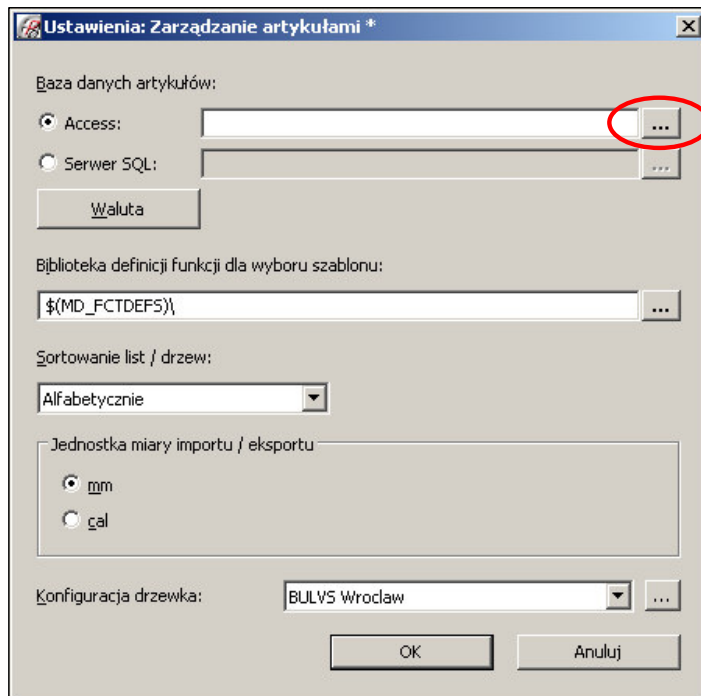 Ustawienia: Zarządzanie artykułami *
Baza danych artykułów:
Access:
...
Serwer SQL:
...
Waluta
Biblioteka definicji funkcji dla wyboru szablonu:
$(MD_FCTDEFS)\
...
Sortowanie list / drzew:
Alfabetycznie
Jednostka miary importu / eksportu
mm
cal
Konfiguracja drzewka:
BULVS Wroclaw
...
OK
Anuluj